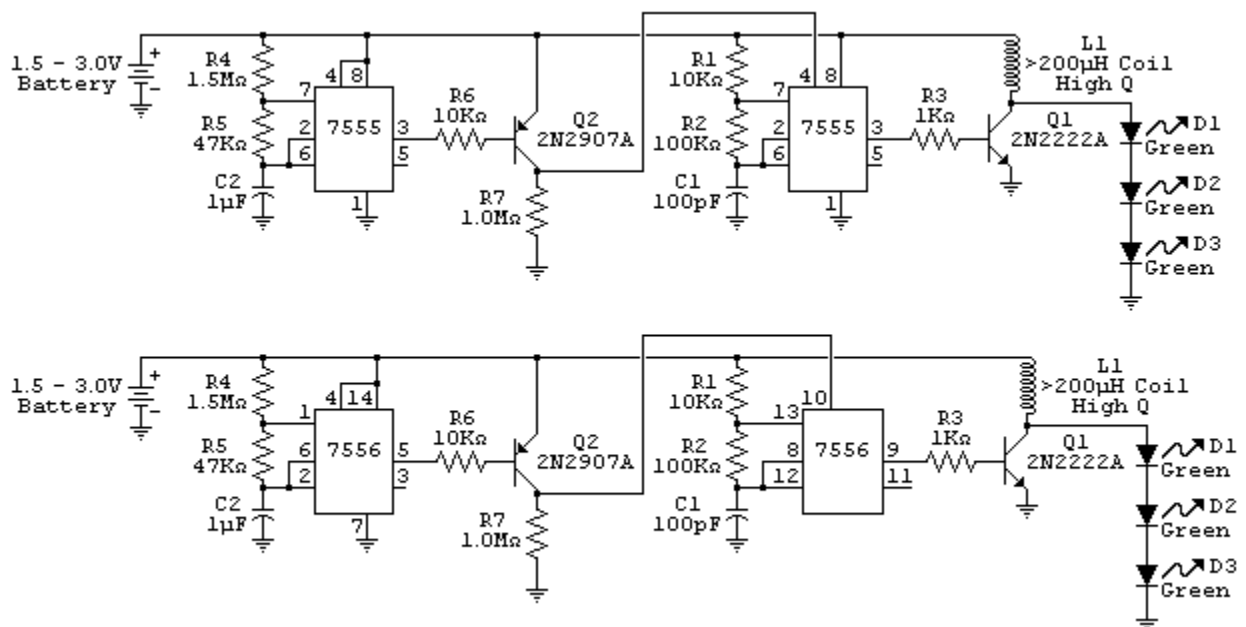 1.5 - 3.0V
Battery
+
-
R4
1.5MΩ
R5
47KΩ
C2
1µF
7
2
6
4 8
7555
3
5
1
R6
10KΩ
Q2
2N2907A
R7
1.0MΩ
R1
10KΩ
R2
100KΩ
C1
100pF
7
2
6
4 8
7555
3
5
1
R3
1KΩ
Q1
2N2222A
L1
>200µH Coil
High Q
D1
Green
D2
Green
D3
Green
1.5 - 3.0V
Battery
+
-
R4
1.5MΩ
R5
47KΩ
C2
1µF
1
6
2
4 14
7556
5
3
7
R6
10KΩ
Q2
2N2907A
R7
1.0MΩ
R1
10KΩ
R2
100KΩ
C1
100pF
13
8
12
10
7556
9
11
R3
1KΩ
Q1
2N2222A
L1
>200µH Coil
High Q
D1
Green
D2
Green
D3
Green